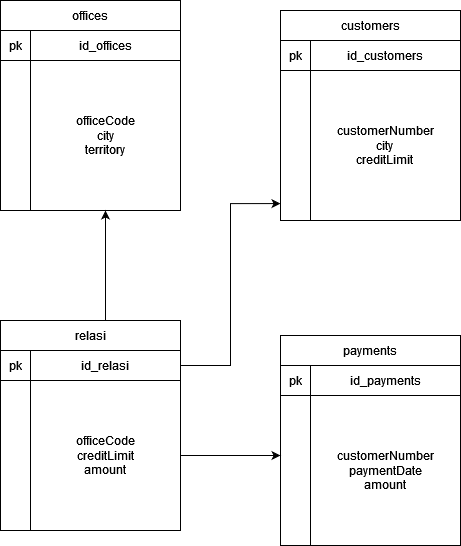 offices
pk id_offices
officeCode
city
territory
customers
pk id_customers
customerNumber
city
creditLimit
relasi
pk id_relasi
officeCode
creditLimit
amount
payments
pk id_payments
customerNumber
paymentDate
amount